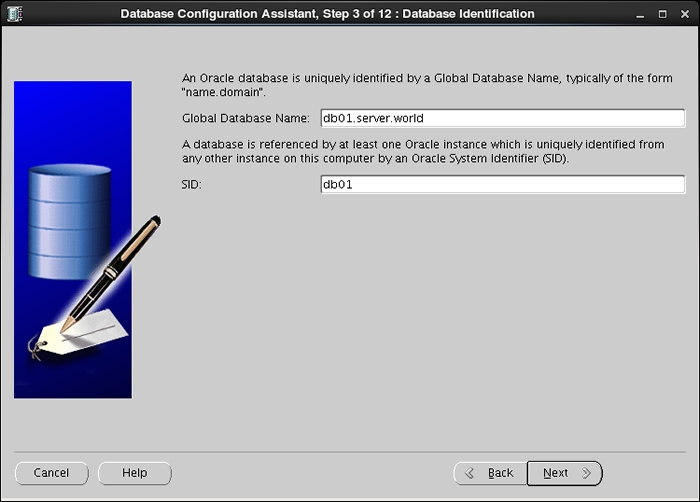 Database Configuration Assistant, Step 3 of 12 : Database Identification
An Oracle database is uniquely identified by a Global Database Name, typically of the form
"name.domain".
Global Database Name: db01.server.world
A database is referenced by at least one Oracle instance which is uniquely identified from
any other instance on this computer by an Oracle System Identifier (SID).
SID: db01
Cancel Help Back Next